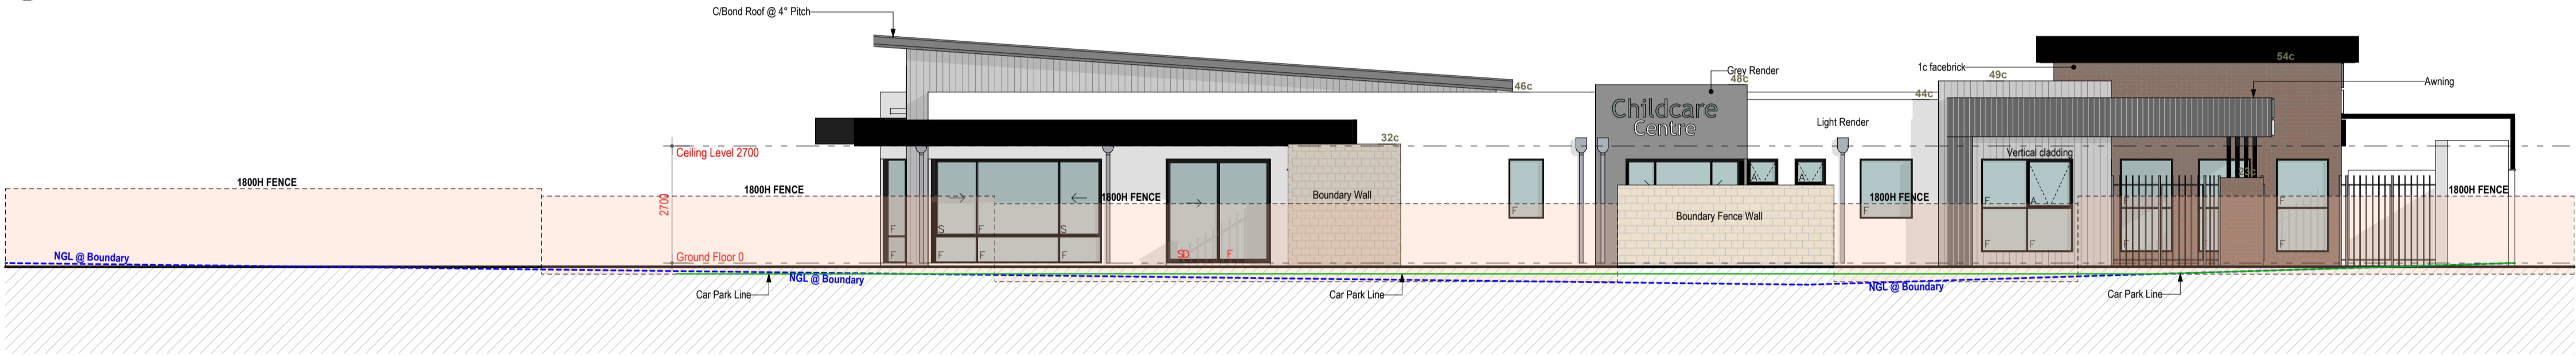 C/Bond Roof @ 4° Pitch
46c
Grey Render
48c
Childcare
Centre
44c
Light Render
1c facebrick
49c
54c
Awning
32c
Ceiling Level 2700
Vertical cladding
23c
1800H FENCE
1800H FENCE
1800H FENCE
1800H FENCE
1800H FENCE
2700
Boundary Wall
Boundary Fence Wall
F
F
S
F
S
F
F
F
SD
F
F
A
A
F
F
A
F
F
F
F
F
F
Ground Floor 0
NGL @ Boundary
NGL @ Boundary
NGL @ Boundary
Car Park Line
Car Park Line
Car Park Line